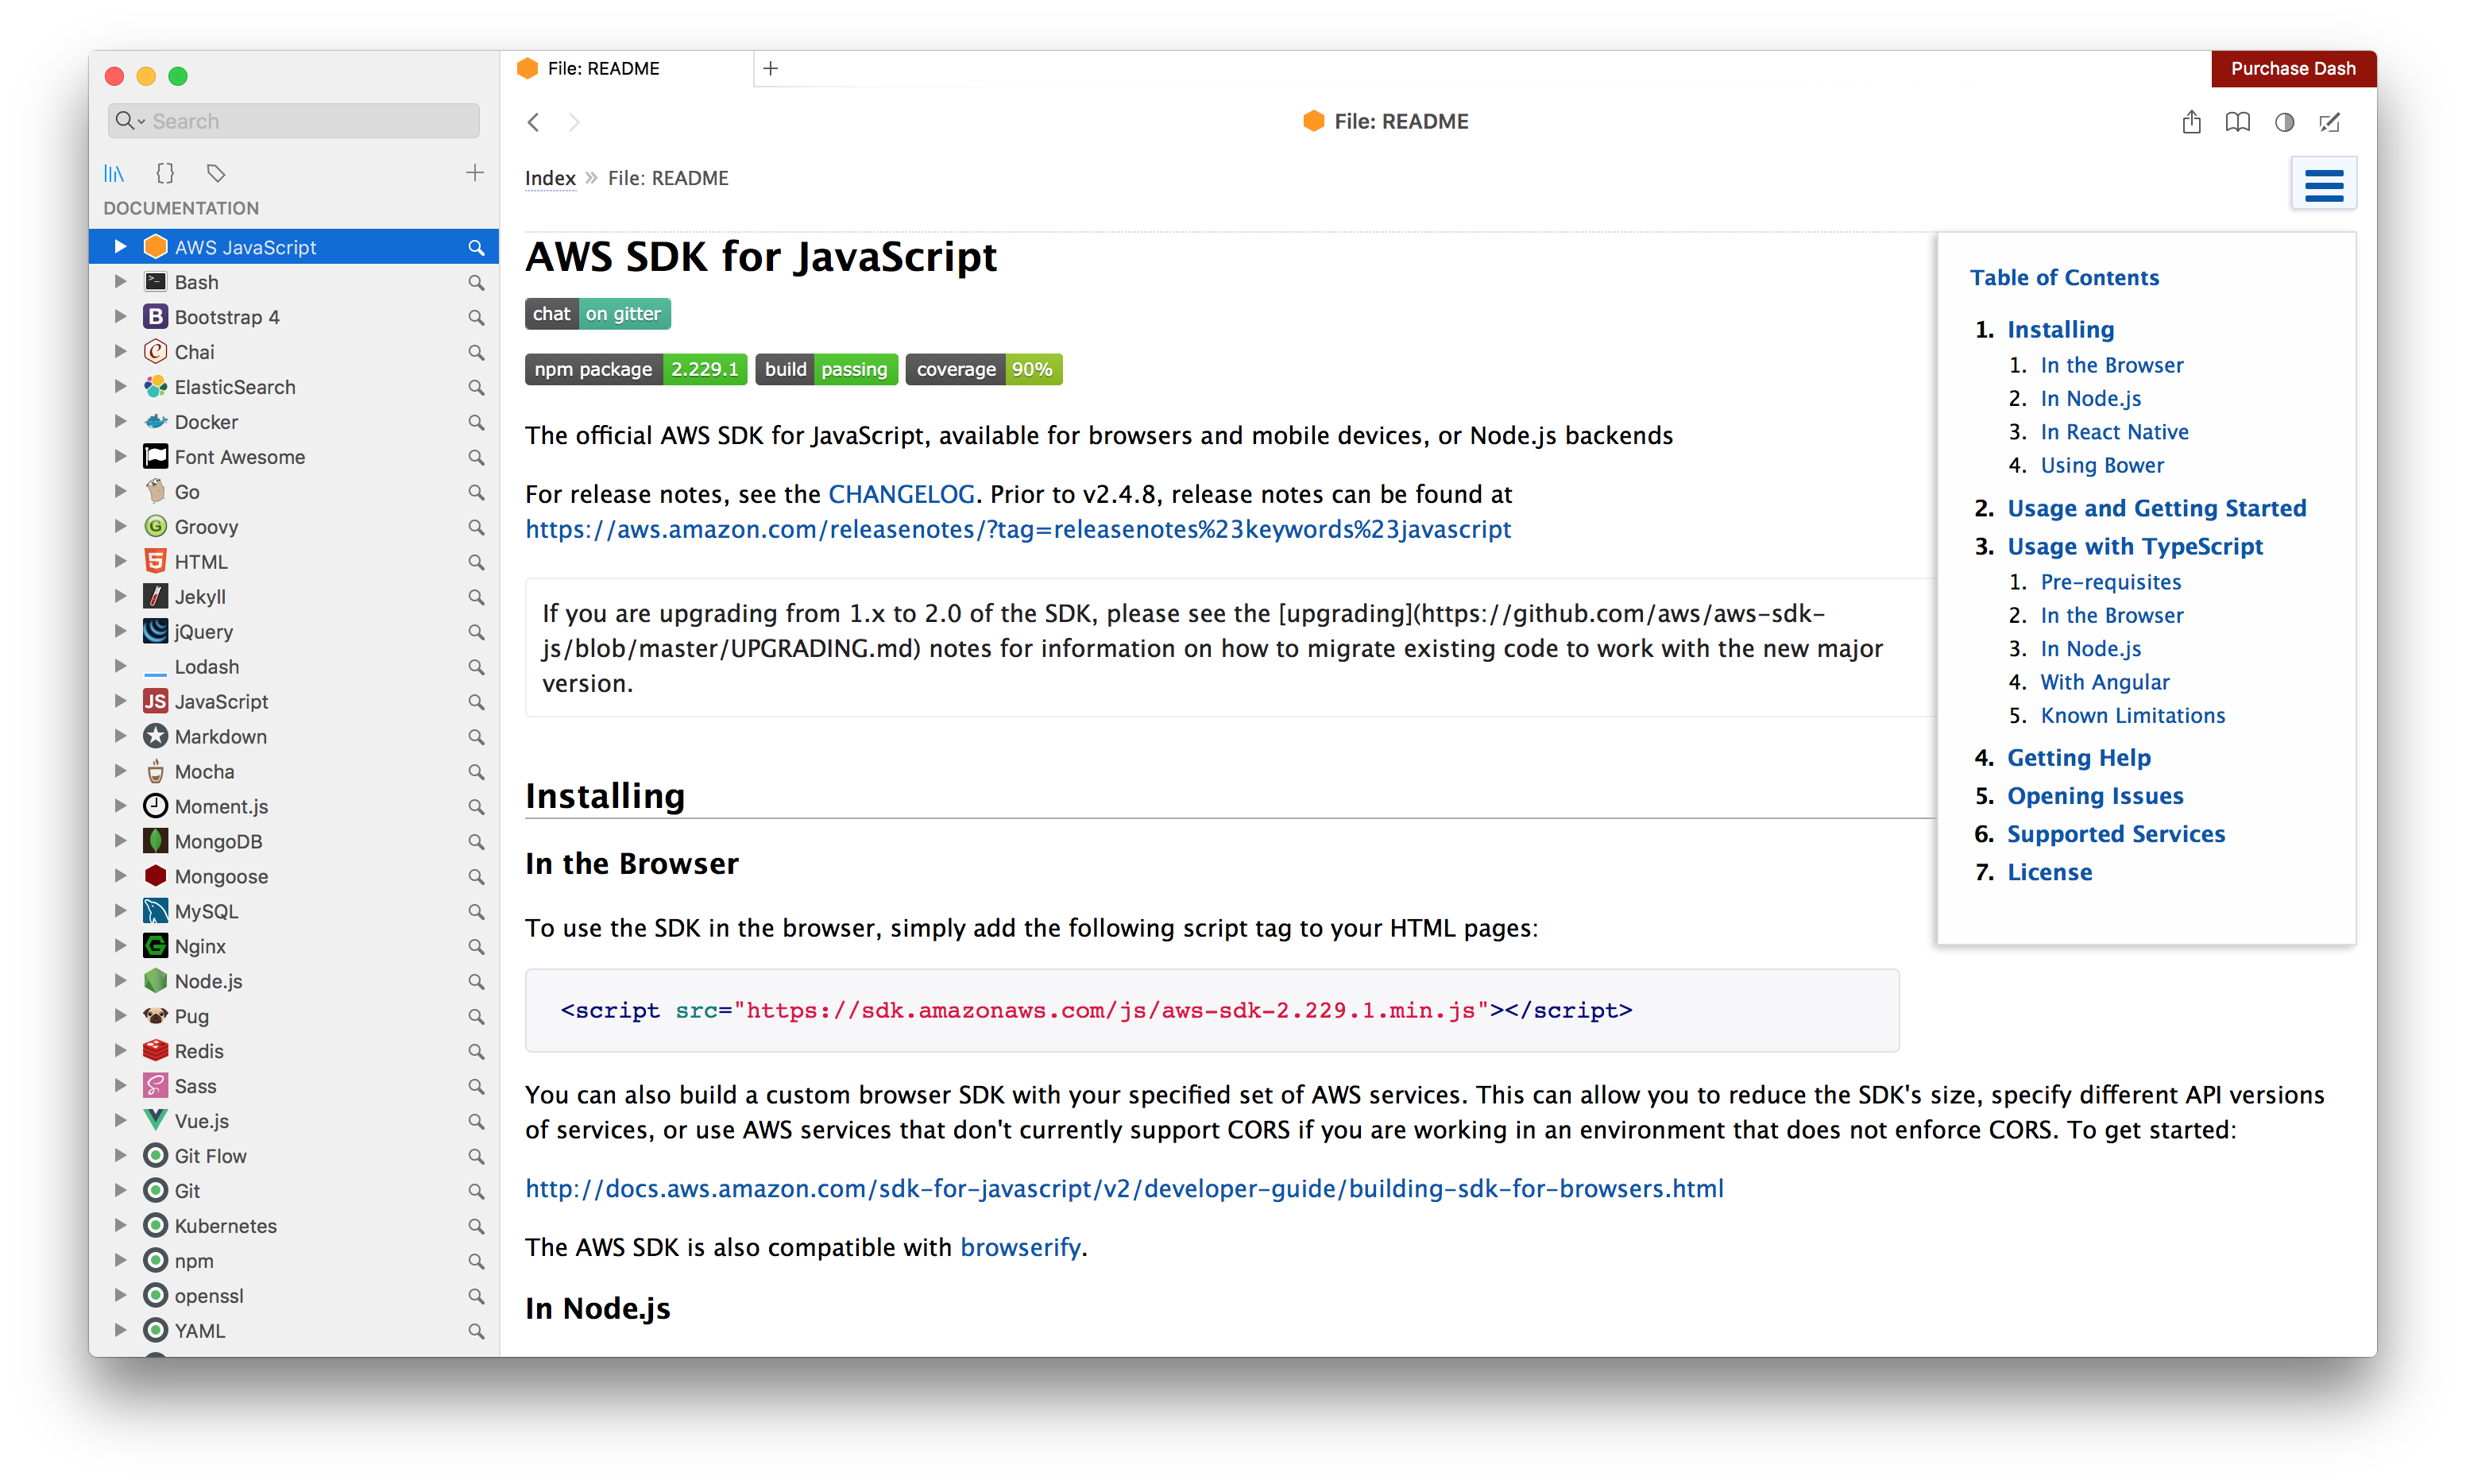 File: README
Purchase Dash
Search
File: README
Index » File: README
DOCUMENTATION
AWS JavaScript
Bash
Bootstrap 4
Chai
ElasticSearch
Docker
Font Awesome
Go
Groovy
HTML
Jekyll
jQuery
Lodash
JavaScript
Markdown
Mocha
Moment.js
MongoDB
Mongoose
MySQL
Nginx
Node.js
Pug
Redis
Sass
Vue.js
Git Flow
Git
Kubernetes
npm
openssl
YAML
AWS SDK for JavaScript
chat on gitter
npm package 2.229.1 build passing coverage 90%
The official AWS SDK for JavaScript, available for browsers and mobile devices, or Node.js backends
For release notes, see the CHANGELOG. Prior to v2.4.8, release notes can be found at
https://aws.amazon.com/releasenotes/?tag=releasenotes%23keywords%23javascript
If you are upgrading from 1.x to 2.0 of the SDK, please see the [upgrading](https://github.com/aws/aws-sdk-
js/blob/master/UPGRADING.md) notes for information on how to migrate existing code to work with the new major
version.
Installing
In the Browser
To use the SDK in the browser, simply add the following script tag to your HTML pages:
<script src="https://sdk.amazonaws.com/js/aws-sdk-2.229.1.min.js"></script>
You can also build a custom browser SDK with your specified set of AWS services. This can allow you to reduce the SDK's size, specify different API versions
of services, or use AWS services that don't currently support CORS if you are working in an environment that does not enforce CORS. To get started:
http://docs.aws.amazon.com/sdk-for-javascript/v2/developer-guide/building-sdk-for-browsers.html
The AWS SDK is also compatible with browserify.
In Node.js
Table of Contents
1. Installing
1. In the Browser
2. In Node.js
3. In React Native
4. Using Bower
2. Usage and Getting Started
3. Usage with TypeScript
1. Pre-requisites
2. In the Browser
3. In Node.js
4. With Angular
5. Known Limitations
4. Getting Help
5. Opening Issues
6. Supported Services
7. License